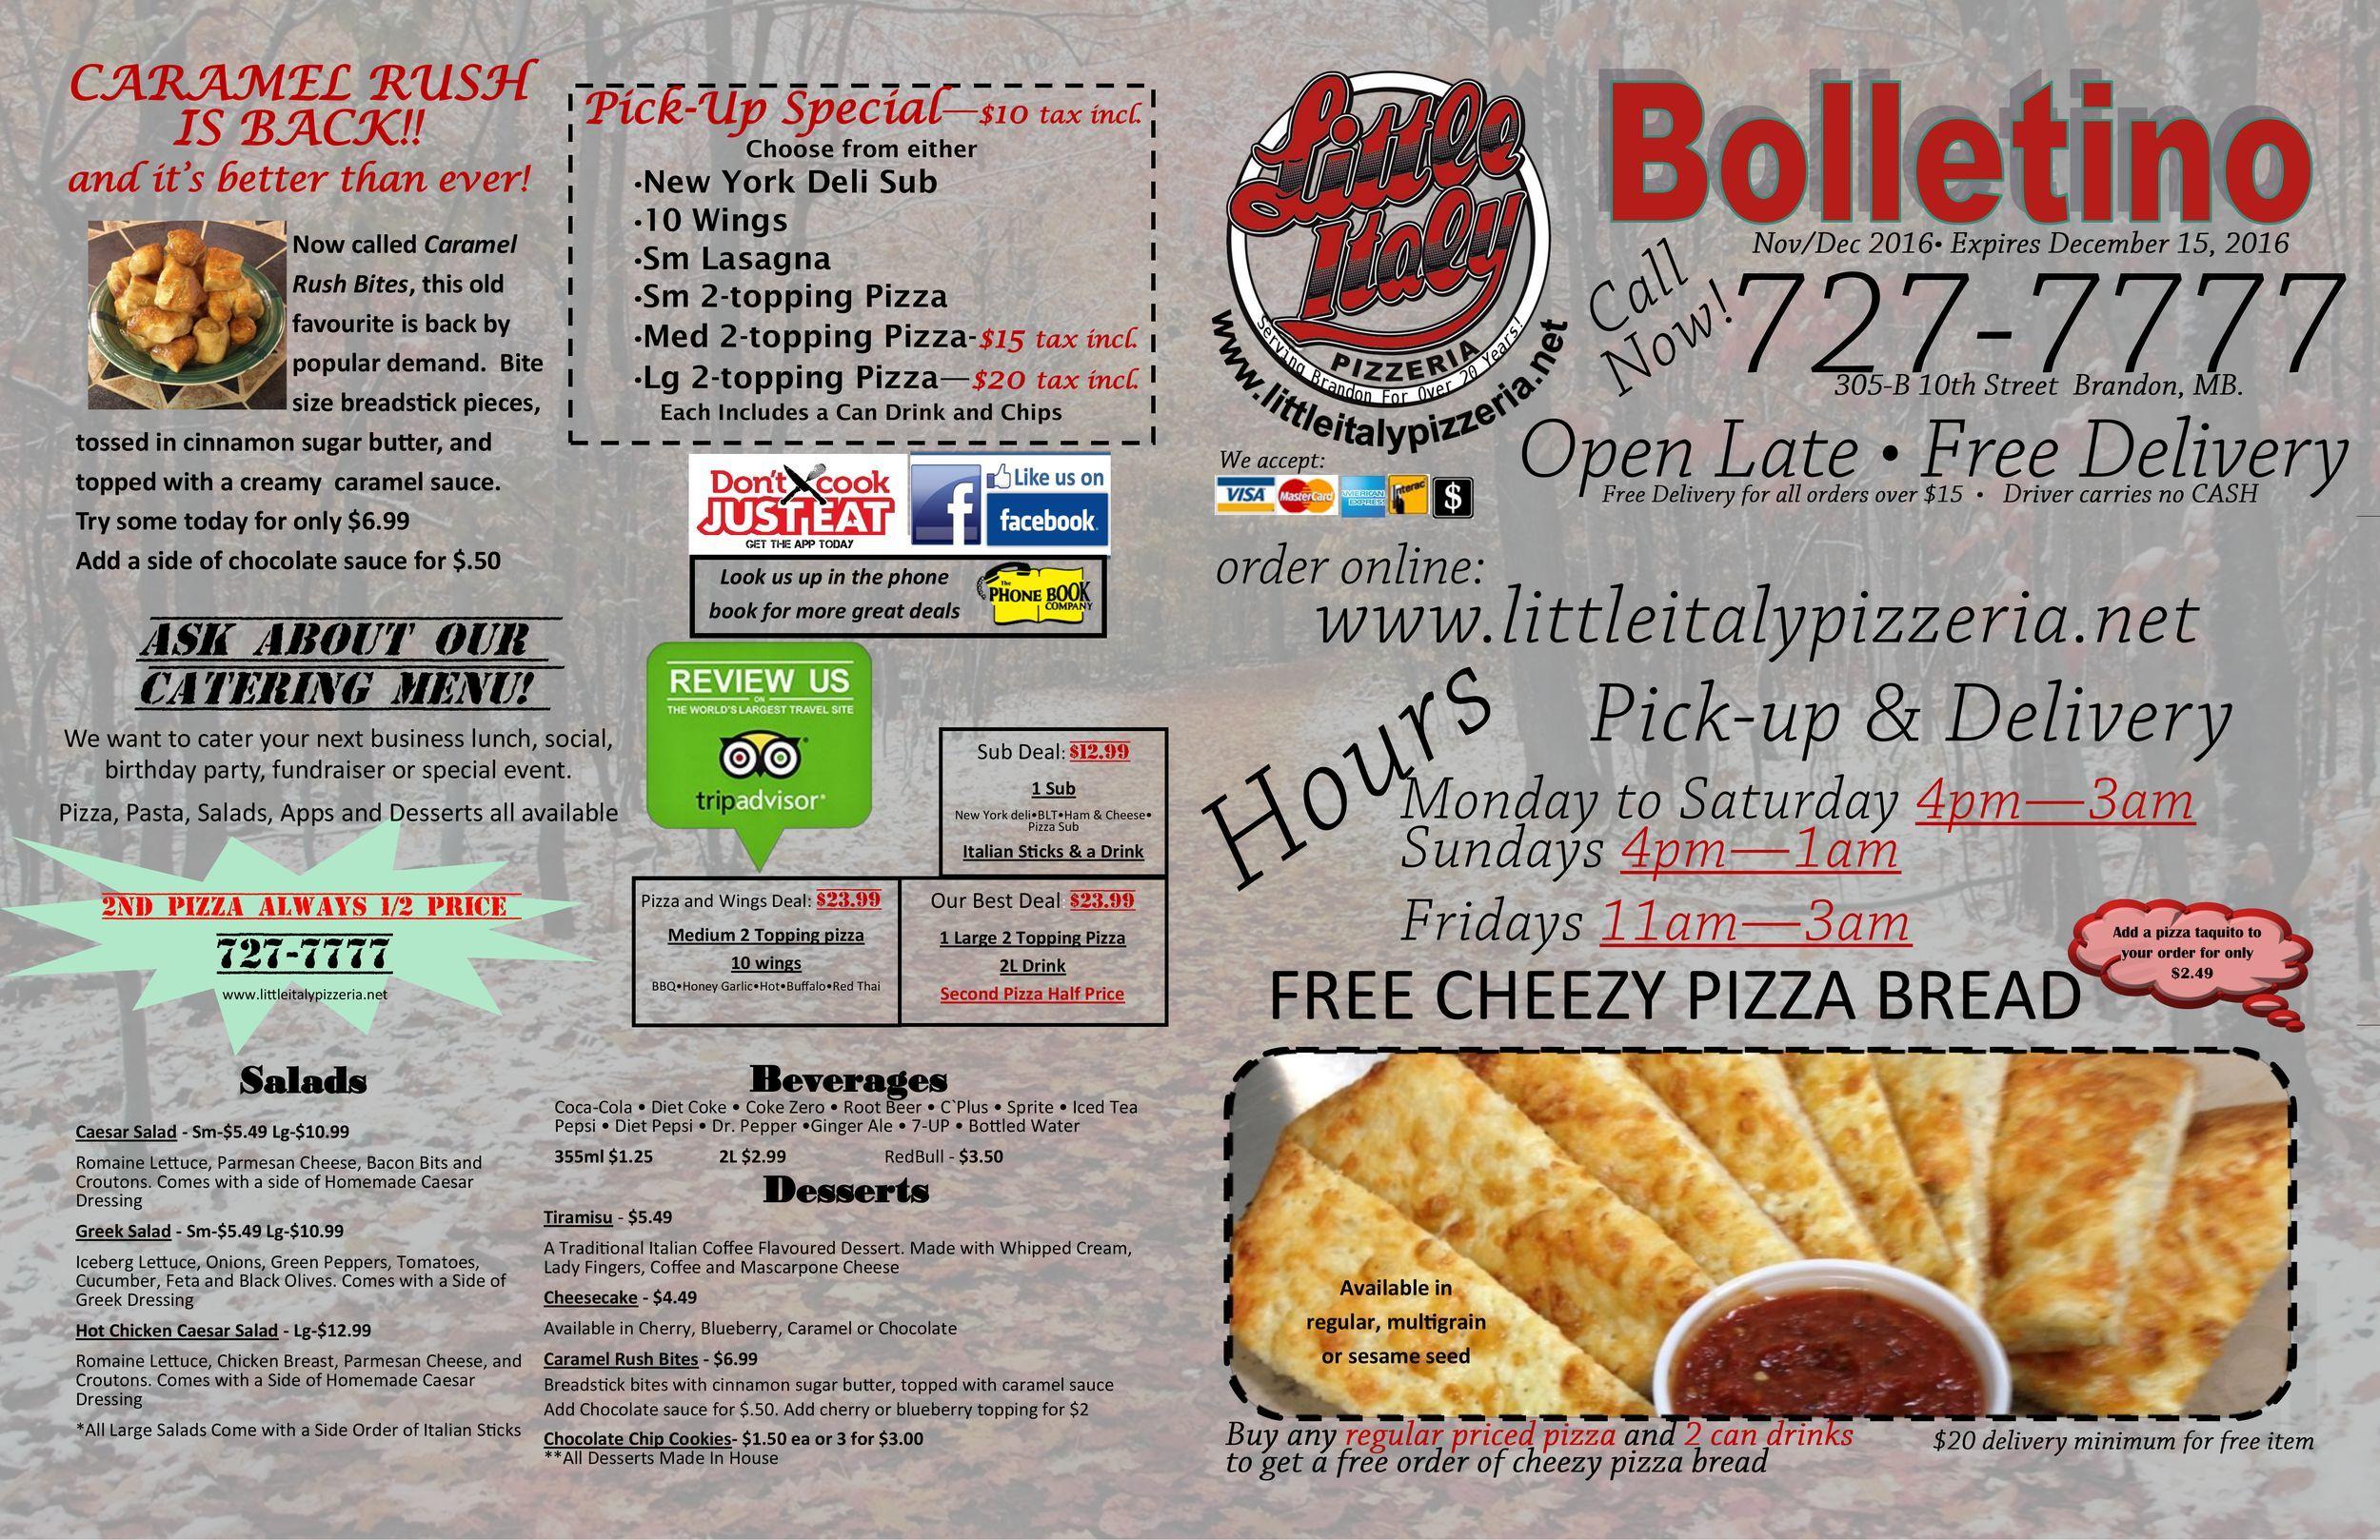 CARAMEL RUSH
IS BACK!!
and it's better than ever!
Now called Caramel
Rush Bites, this old
favourite is back by
popular demand.  Bite
size breadstick pieces,
tossed in cinnamon sugar butter, and
topped with a creamy  caramel sauce.
Try some today for only $6.99
Add a side of chocolate sauce for $.50
ASK ABOUT OUR
CATERING MENU!
We want to cater your next business lunch, social,
birthday party, fundraiser or special event.
Pizza, Pasta, Salads, Apps and Desserts all available
2ND PIZZA ALWAYS 1/2 PRICE
727-7777
www.littleitalypizzeria.net
Salads
Caesar Salad - Sm-$5.49 Lg-$10.99
Romaine Lettuce, Parmesan Cheese, Bacon Bits and
Croutons. Comes with a side of Homemade Caesar
Dressing
Greek Salad - Sm-$5.49 Lg-$10.99
Iceberg Lettuce, Onions, Green Peppers, Tomatoes,
Cucumber, Feta and Black Olives. Comes with a Side of
Greek Dressing
Hot Chicken Caesar Salad - Lg-$12.99
Romaine Lettuce, Chicken Breast, Parmesan Cheese, and
Croutons. Comes with a Side of Homemade Caesar
Dressing
*All Large Salads Come with a Side Order of Italian Sticks
Pick-Up Special—$10 tax incl.
Choose from either
•New York Deli Sub
•10 Wings
•Sm Lasagna
•Sm 2-topping Pizza
•Med 2-topping Pizza-$15 tax incl.
•Lg 2-topping Pizza—$20 tax incl.
Each Includes a Can Drink and Chips
Don't cook
JUST EAT
GET THE APP TODAY
Like us on
facebook
Look us up in the phone
book for more great deals
The
PHONE BOOK
COMPANY
REVIEW US
ON
THE WORLD'S LARGEST TRAVEL SITE
tripadvisor®
Sub Deal: $12.99
1 Sub
New York deli•BLT•Ham & Cheese•
Pizza Sub
Italian Sticks & a Drink
Pizza and Wings Deal: $23.99
Medium 2 Topping pizza
10 wings
BBQ•Honey Garlic•Hot•Buffalo•Red Thai
Our Best Deal $23.99
1 Large 2 Topping Pizza
2L Drink
Second Pizza Half Price
Beverages
Coca-Cola • Diet Coke • Coke Zero • Root Beer • C`Plus • Sprite • Iced Tea
Pepsi • Diet Pepsi • Dr. Pepper •Ginger Ale • 7-UP • Bottled Water
355ml $1.25 2L $2.99 RedBull - $3.50
Desserts
Tiramisu - $5.49
A Traditional Italian Coffee Flavoured Dessert. Made with Whipped Cream,
Lady Fingers, Coffee and Mascarpone Cheese
Cheesecake - $4.49
Available in Cherry, Blueberry, Caramel or Chocolate
Caramel Rush Bites - $6.99
Breadstick bites with cinnamon sugar butter, topped with caramel sauce
Add Chocolate sauce for $.50. Add cherry or blueberry topping for $2
Chocolate Chip Cookies- $1.50 ea or 3 for $3.00
**All Desserts Made In House
Little
Italy
PIZZERIA
Serving Brandon For Over 20 Years!
www.littleitalypizzeria.net
We accept:
VISA MasterCard AMERICAN EXPRESS Interac $
Bolletino
Nov/Dec 2016• Expires December 15, 2016
Call
Now!
727-7777
305-B 10th Street  Brandon, MB.
Open Late • Free Delivery
Free Delivery for all orders over $15 •  Driver carries no CASH
order online:
www.littleitalypizzeria.net
Hours
Pick-up & Delivery
Monday to Saturday 4pm—3am
Sundays 4pm—1am
Fridays 11am—3am
Add a pizza taquito to
your order for only
$2.49
FREE CHEEZY PIZZA BREAD
Available in
regular, multigrain
or sesame seed
Buy any regular priced pizza and 2 can drinks
to get a free order of cheezy pizza bread
$20 delivery minimum for free item